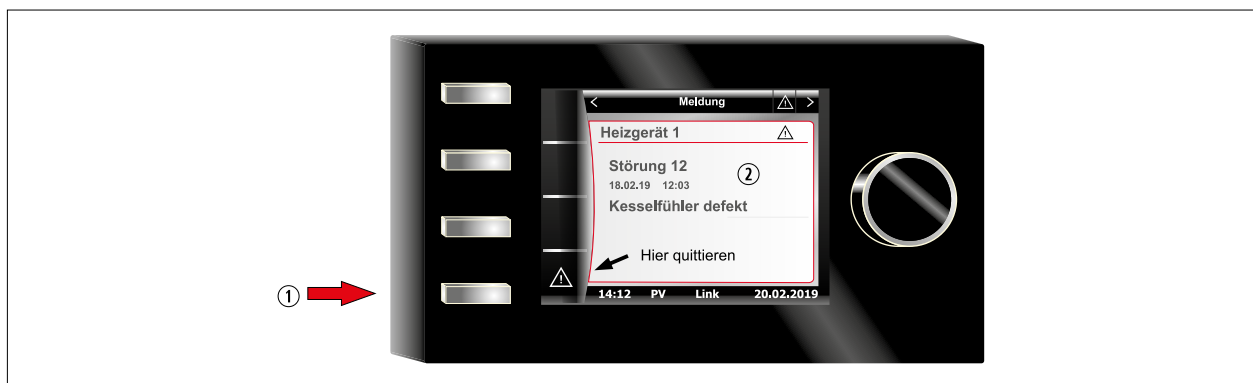 < Meldung >
Heizgerät 1
Störung 12
18.02.19 12:03
②
Kesselfühler defekt
Hier quittieren
①
14:12 PV Link 20.02.2019